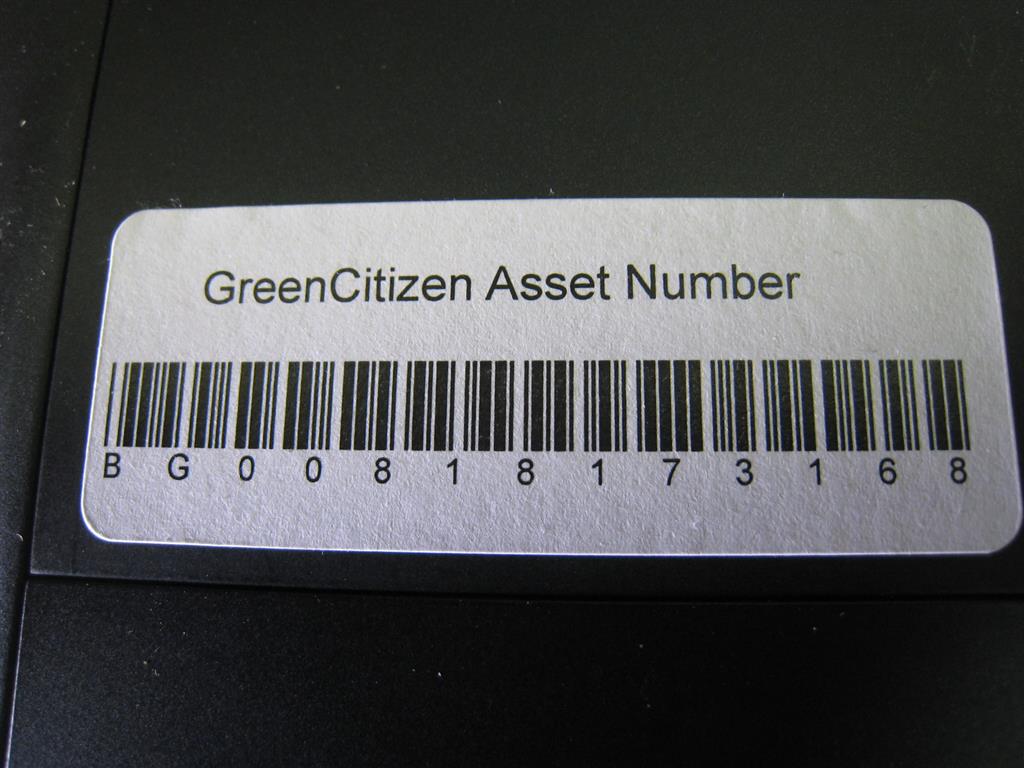 GreenCitizen Asset Number
B G 0 0 8 1 8 1 7 3 1 6 8